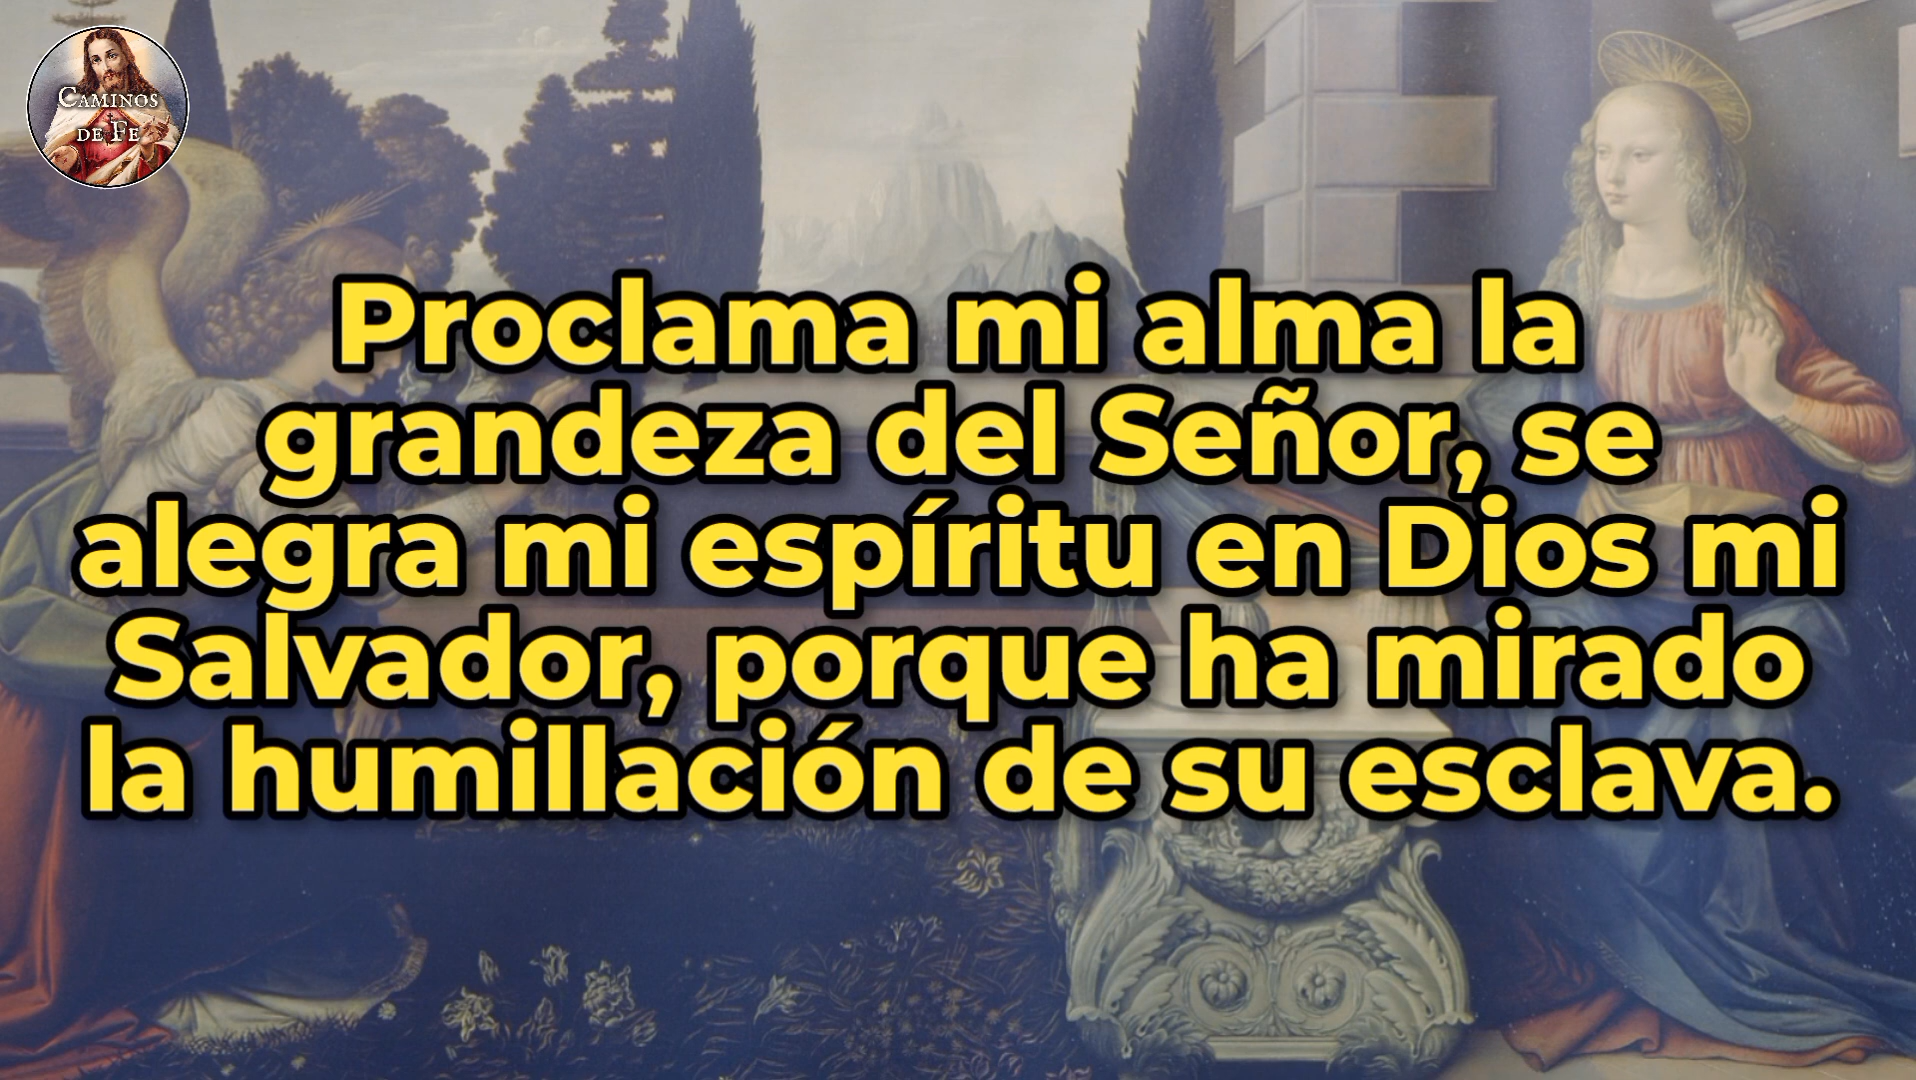 CAMINOS
DE FE
Proclama mi alma la
grandeza del Señor, se
alegra mi espíritu en Dios mi
Salvador, porque ha mirado
la humillación de su esclava.